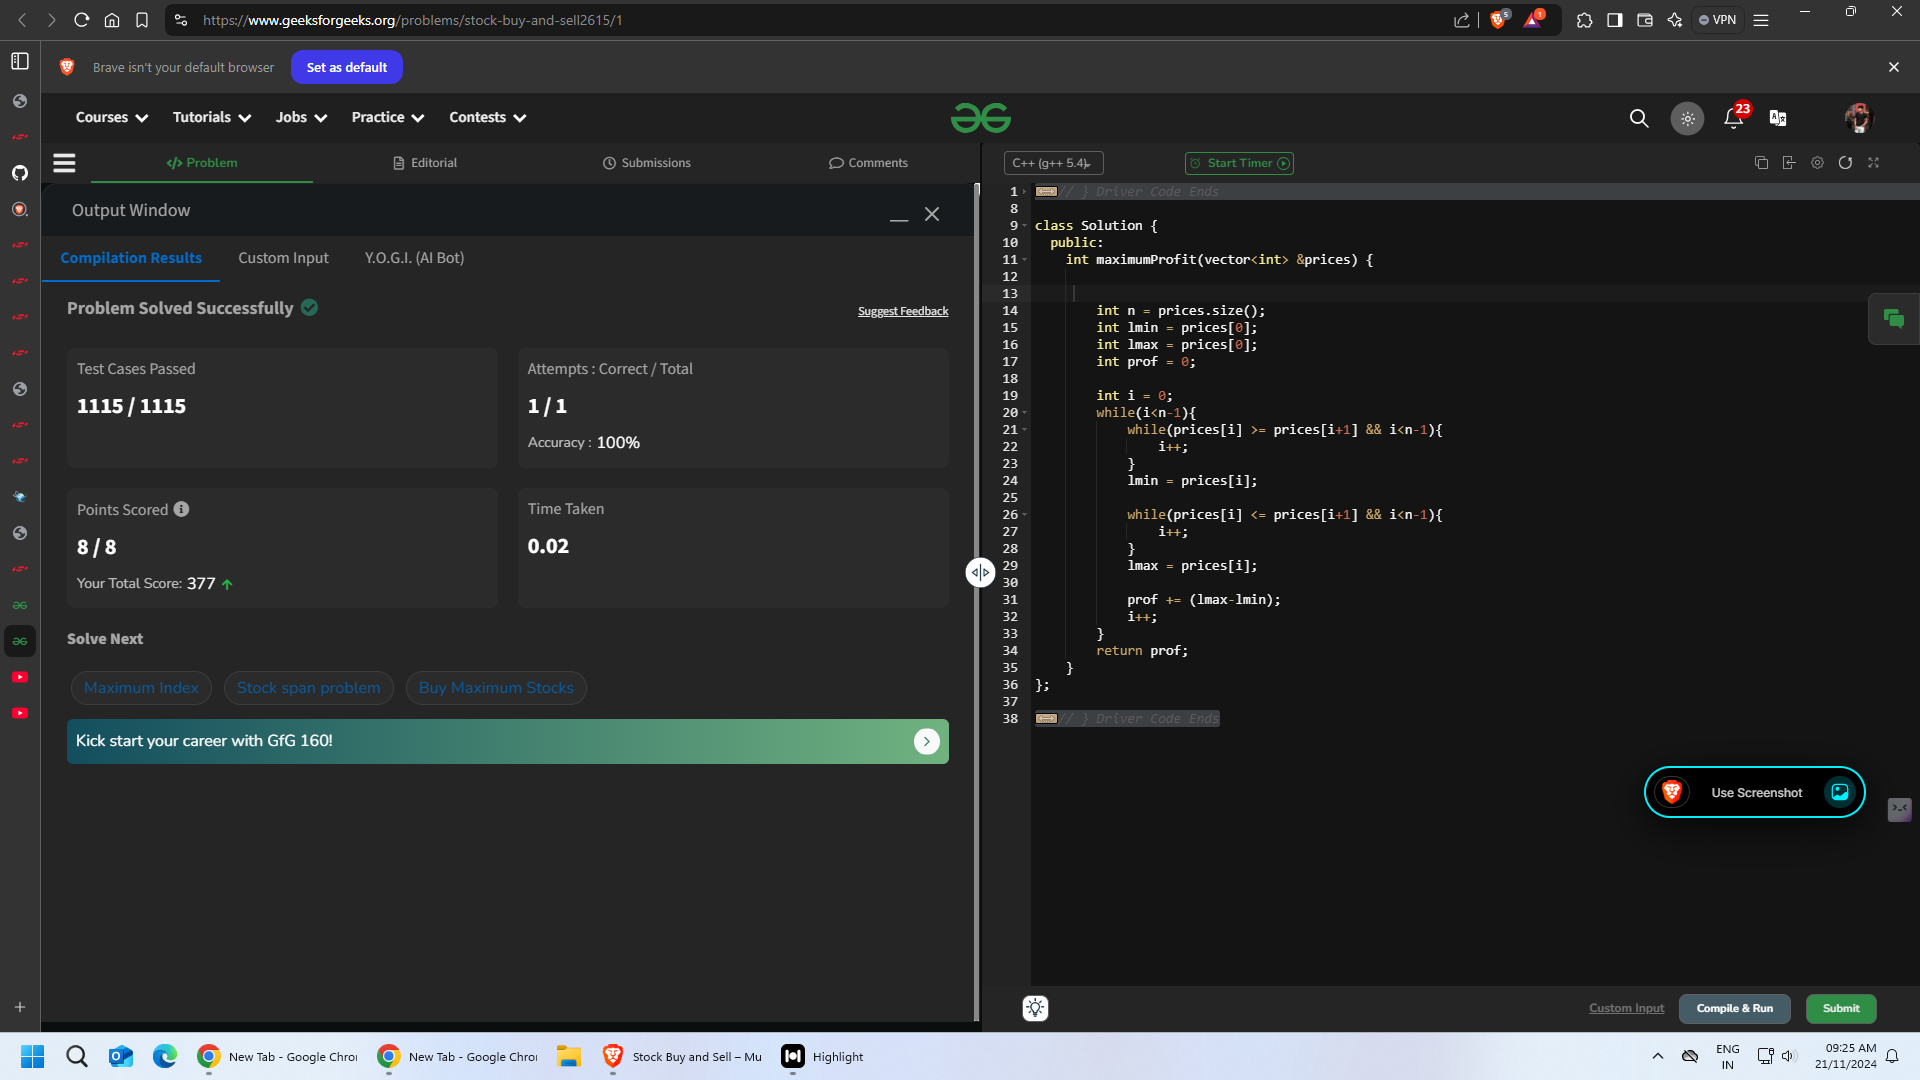 https://www.geeksforgeeks.org/problems/stock-buy-and-sell2615/1
5
1
VPN
Brave isn't your default browser
Set as default
Courses
Tutorials
Jobs
Practice
Contests
23
</> Problem
Editorial
Submissions
Comments
C++ (g++ 5.4)
Start Timer
Output Window
Compilation Results
Custom Input
Y.O.G.I. (AI Bot)
Problem Solved Successfully
Suggest Feedback
Test Cases Passed
1115 / 1115
Attempts : Correct / Total
1 / 1
Accuracy : 100%
Points Scored
8 / 8
Your Total Score: 377
Time Taken
0.02
Solve Next
Maximum Index
Stock span problem
Buy Maximum Stocks
Kick start your career with GfG 160!
1 // } Driver Code Ends
8
9 class Solution {
10 public:
11 int maximumProfit(vector<int> &prices) {
12
13
14 int n = prices.size();
15 int lmin = prices[0];
16 int lmax = prices[0];
17 int prof = 0;
18
19 int i = 0;
20 while(i<n-1){
21 while(prices[i] >= prices[i+1] && i<n-1){
22 i++;
23 }
24 lmin = prices[i];
25
26 while(prices[i] <= prices[i+1] && i<n-1){
27 i++;
28 }
29 lmax = prices[i];
30
31 prof += (lmax-lmin);
32 i++;
33 }
34 return prof;
35 }
36 };
37
38 // } Driver Code Ends
Use Screenshot
Custom Input
Compile & Run
Submit
New Tab - Google Chro
New Tab - Google Chro
Stock Buy and Sell – Mu
Highlight
ENG
IN
09:25 AM
21/11/2024